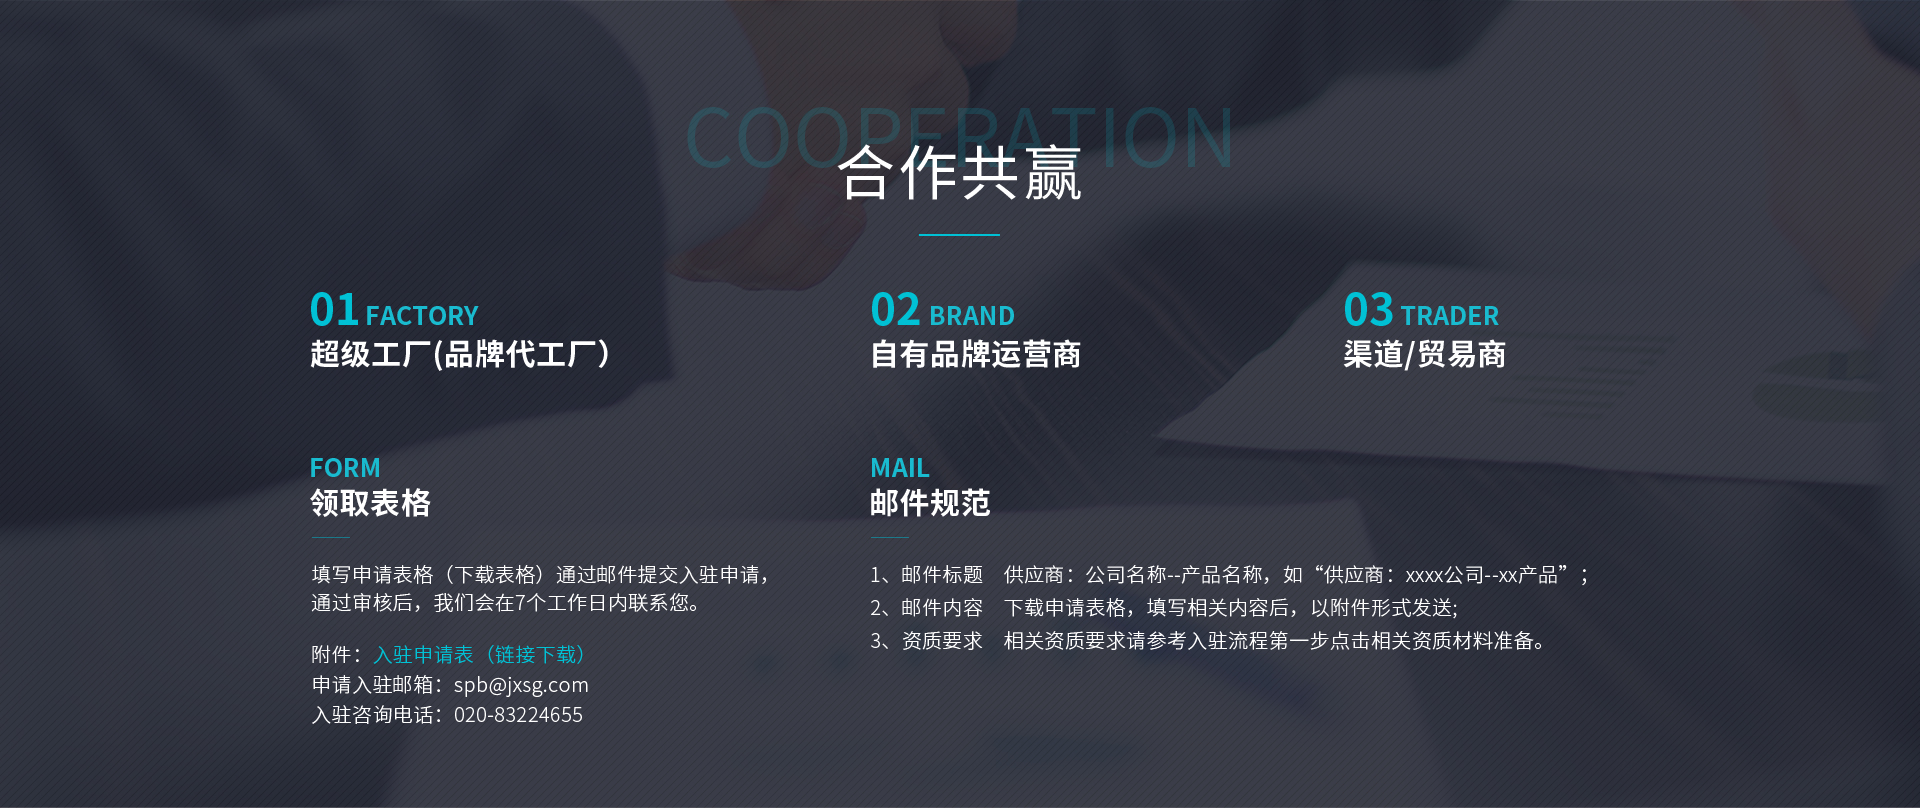 COOPERATION
合作共赢
01 FACTORY
超级工厂(品牌代工厂）
02 BRAND
自有品牌运营商
03 TRADER
渠道/贸易商
FORM
领取表格
填写申请表格（下载表格）通过邮件提交入驻申请，
通过审核后，我们会在7个工作日内联系您。
附件：入驻申请表（链接下载）
申请入驻邮箱：spb@jxsg.com
入驻咨询电话：020-83224655
MAIL
邮件规范
1、邮件标题　供应商：公司名称--产品名称，如“供应商：xxxx公司--xx产品”；
2、邮件内容　下载申请表格，填写相关内容后，以附件形式发送;
3、资质要求　相关资质要求请参考入驻流程第一步点击相关资质材料准备。